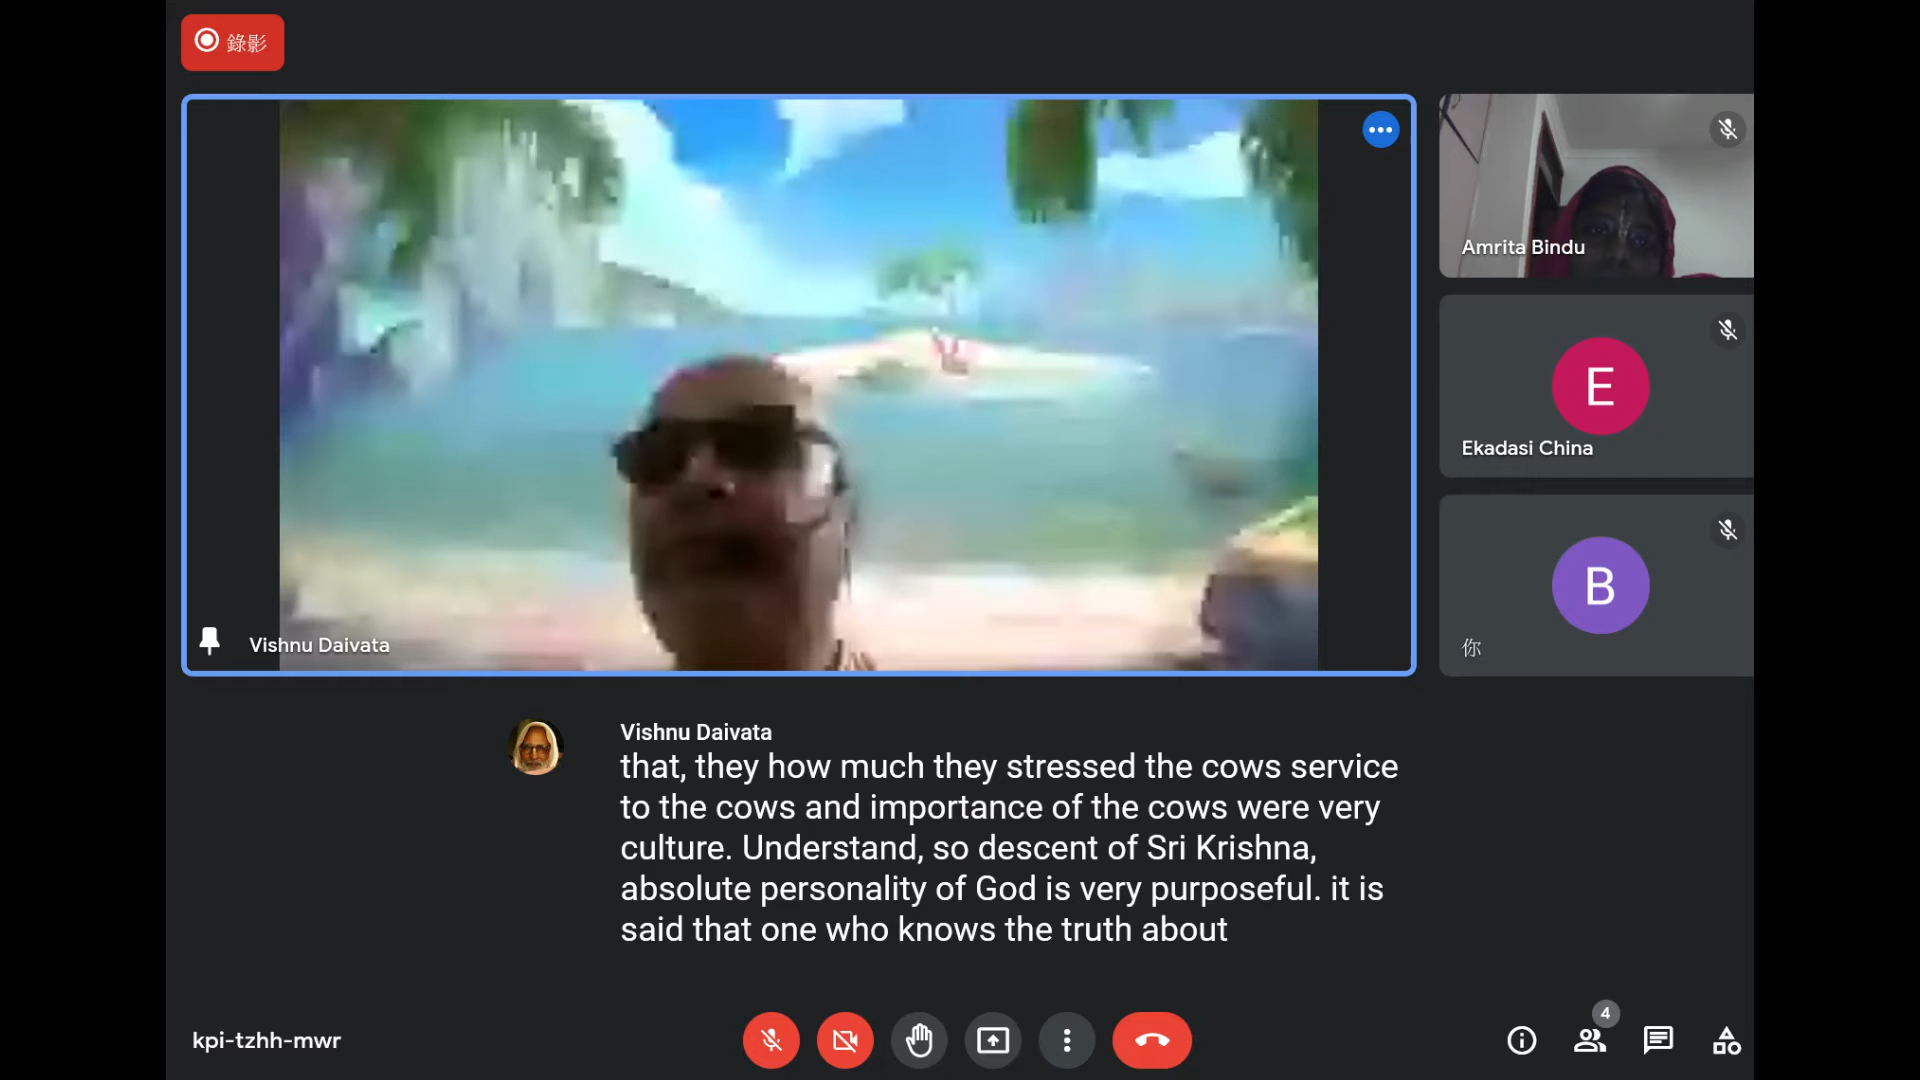 錄影
Amrita Bindu
E
Ekadasi China
B
你
Vishnu Daivata
Vishnu Daivata
that, they how much they stressed the cows service
to the cows and importance of the cows were very
culture. Understand, so descent of Sri Krishna,
absolute personality of God is very purposeful. it is
said that one who knows the truth about
kpi-tzhh-mwr
4